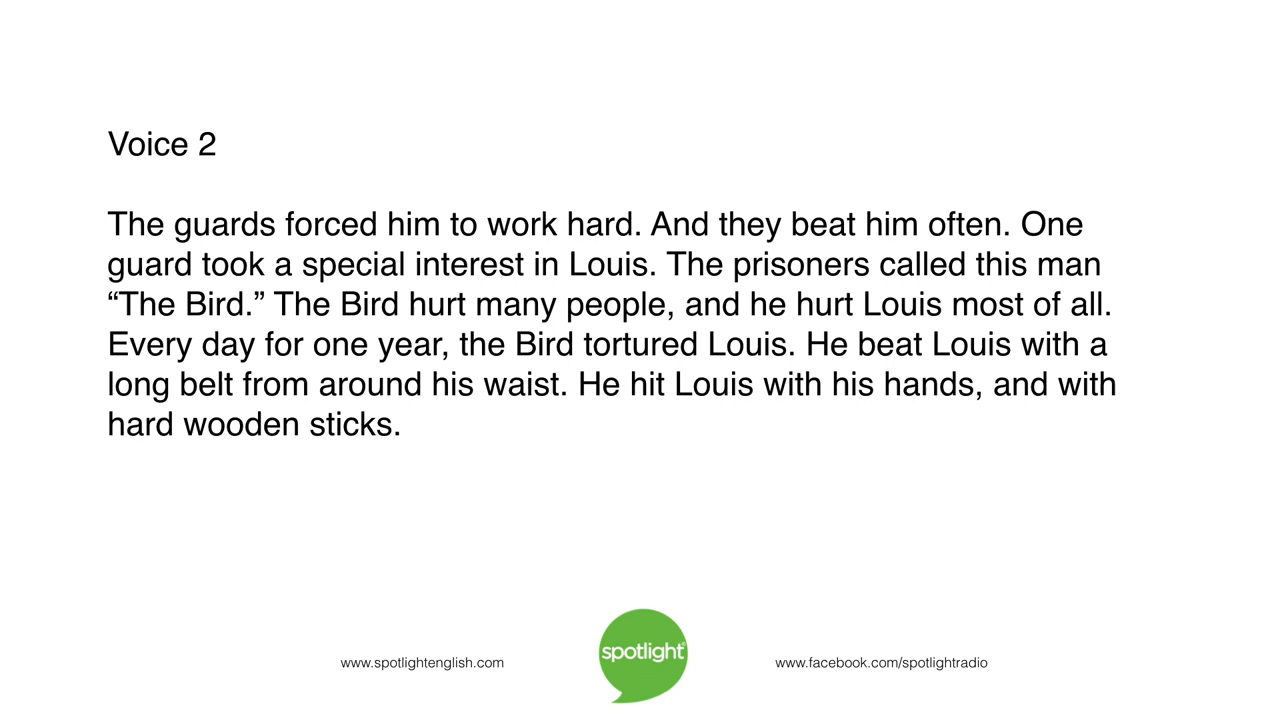 Voice 2
The guards forced him to work hard. And they beat him often. One
guard took a special interest in Louis. The prisoners called this man
“The Bird.” The Bird hurt many people, and he hurt Louis most of all.
Every day for one year, the Bird tortured Louis. He beat Louis with a
long belt from around his waist. He hit Louis with his hands, and with
hard wooden sticks.
www.spotlightenglish.com
spotlight®
www.facebook.com/spotlightradio